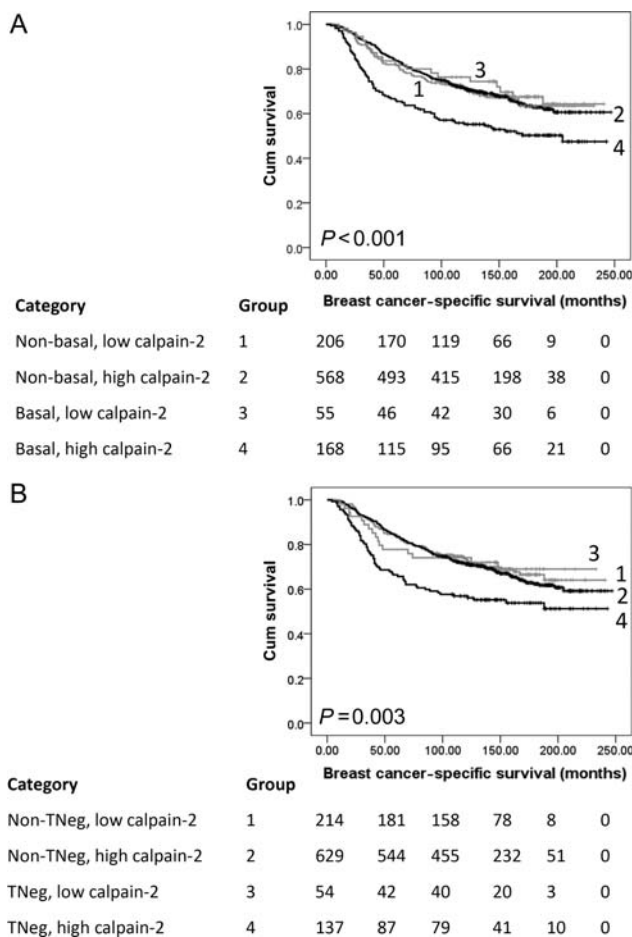 A
1.0
0.8
0.6
0.4
0.2
0.0
Cum survival
3
1
2
4
P<0.001
0.00 50.00 100.00 150.00 200.00 250.00
Category Group Breast cancer-specific survival (months)
Non-basal, low calpain-2 1 206 170 119 66 9 0
Non-basal, high calpain-2 2 568 493 415 198 38 0
Basal, low calpain-2 3 55 46 42 30 6 0
Basal, high calpain-2 4 168 115 95 66 21 0
B
1.0
0.8
0.6
0.4
0.2
0.0
Cum survival
3
1
2
4
P=0.003
0.00 50.00 100.00 150.00 200.00 250.00
Category Group Breast cancer-specific survival (months)
Non-TNeg, low calpain-2 1 214 181 158 78 8 0
Non-TNeg, high calpain-2 2 629 544 455 232 51 0
TNeg, low calpain-2 3 54 42 40 20 3 0
TNeg, high calpain-2 4 137 87 79 41 10 0